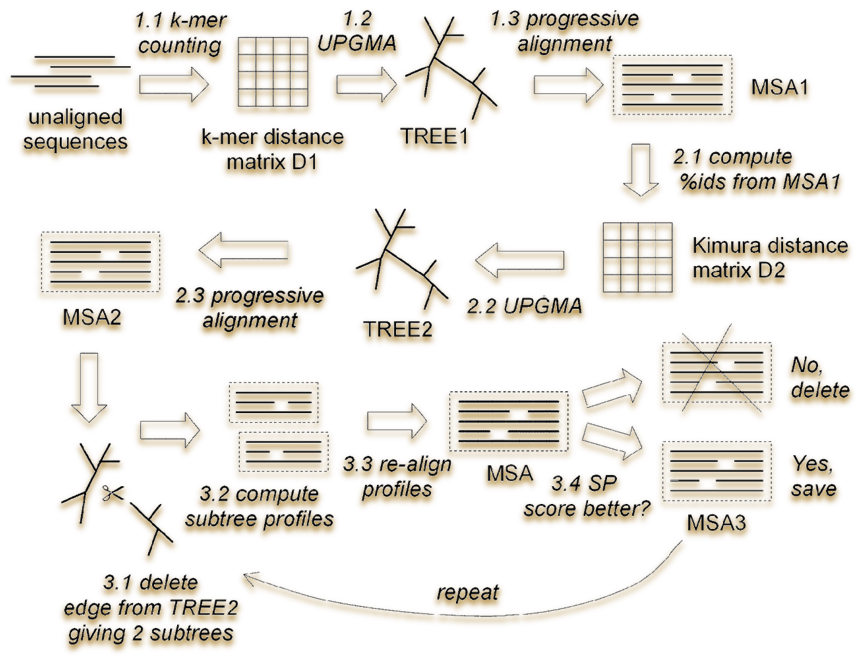 1.1 k-mer
counting
1.2
UPGMA
1.3 progressive
alignment
unaligned
sequences
k-mer distance
matrix D1
TREE1
MSA1
2.1 compute
%ids from MSA1
Kimura distance
matrix D2
2.2 UPGMA
TREE2
2.3 progressive
alignment
MSA2
3.1 delete
edge from TREE2
giving 2 subtrees
3.2 compute
subtree profiles
3.3 re-align
profiles
MSA
3.4 SP
score better?
No,
delete
Yes,
save
MSA3
repeat